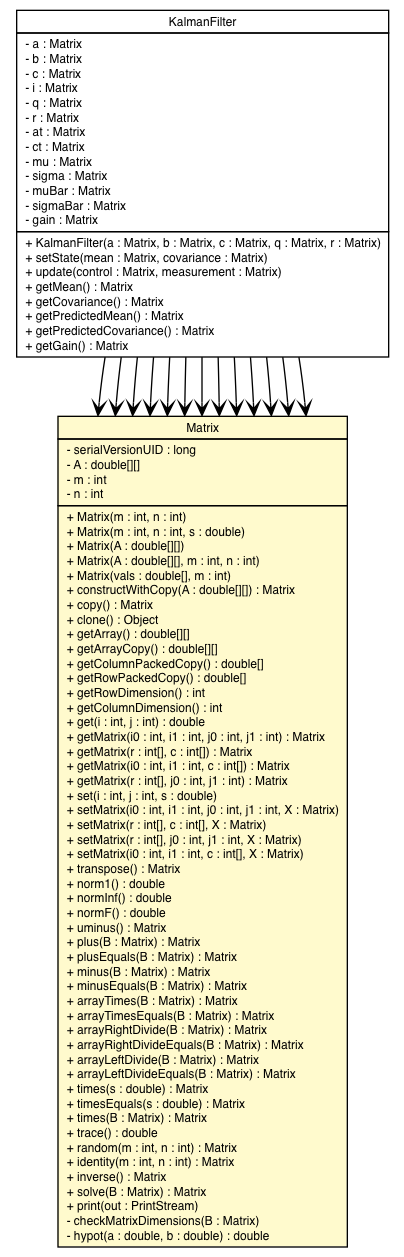 KalmanFilter
- a : Matrix
- b : Matrix
- c : Matrix
- i : Matrix
- q : Matrix
- r : Matrix
- at : Matrix
- ct : Matrix
- mu : Matrix
- sigma : Matrix
- muBar : Matrix
- sigmaBar : Matrix
- gain : Matrix
+ KalmanFilter(a : Matrix, b : Matrix, c : Matrix, q : Matrix, r : Matrix)
+ setState(mean : Matrix, covariance : Matrix)
+ update(control : Matrix, measurement : Matrix)
+ getMean() : Matrix
+ getCovariance() : Matrix
+ getPredictedMean() : Matrix
+ getPredictedCovariance() : Matrix
+ getGain() : Matrix
Matrix
- serialVersionUID : long
- A : double[][]
- m : int
- n : int
+ Matrix(m : int, n : int)
+ Matrix(m : int, n : int, s : double)
+ Matrix(A : double[][])
+ Matrix(A : double[][], m : int, n : int)
+ Matrix(vals : double[], m : int)
+ constructWithCopy(A : double[][]) : Matrix
+ copy() : Matrix
+ clone() : Object
+ getArray() : double[][]
+ getArrayCopy() : double[][]
+ getColumnPackedCopy() : double[]
+ getRowPackedCopy() : double[]
+ getRowDimension() : int
+ getColumnDimension() : int
+ get(i : int, j : int) : double
+ getMatrix(i0 : int, i1 : int, j0 : int, j1 : int) : Matrix
+ getMatrix(r : int[], c : int[]) : Matrix
+ getMatrix(i0 : int, i1 : int, c : int[]) : Matrix
+ getMatrix(r : int[], j0 : int, j1 : int) : Matrix
+ set(i : int, j : int, s : double)
+ setMatrix(i0 : int, i1 : int, j0 : int, j1 : int, X : Matrix)
+ setMatrix(r : int[], c : int[], X : Matrix)
+ setMatrix(r : int[], j0 : int, j1 : int, X : Matrix)
+ setMatrix(i0 : int, i1 : int, c : int[], X : Matrix)
+ transpose() : Matrix
+ norm1() : double
+ normInf() : double
+ normF() : double
+ uminus() : Matrix
+ plus(B : Matrix) : Matrix
+ plusEquals(B : Matrix) : Matrix
+ minus(B : Matrix) : Matrix
+ minusEquals(B : Matrix) : Matrix
+ arrayTimes(B : Matrix) : Matrix
+ arrayTimesEquals(B : Matrix) : Matrix
+ arrayRightDivide(B : Matrix) : Matrix
+ arrayRightDivideEquals(B : Matrix) : Matrix
+ arrayLeftDivide(B : Matrix) : Matrix
+ arrayLeftDivideEquals(B : Matrix) : Matrix
+ times(s : double) : Matrix
+ timesEquals(s : double) : Matrix
+ times(B : Matrix) : Matrix
+ trace() : double
+ random(m : int, n : int) : Matrix
+ identity(m : int, n : int) : Matrix
+ inverse() : Matrix
+ solve(B : Matrix) : Matrix
+ print(out : PrintStream)
- checkMatrixDimensions(B : Matrix)
- hypot(a : double, b : double) : double